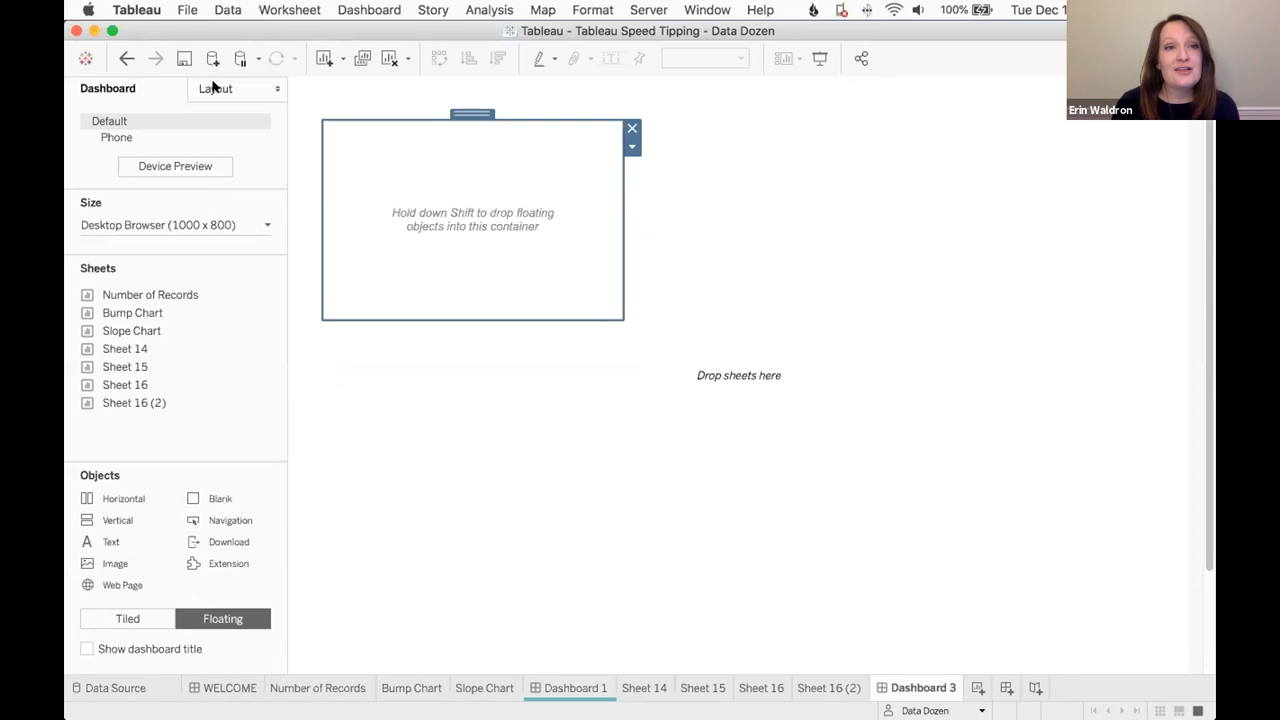 Tableau File Data Worksheet Dashboard Story Analysis Map Format Server Window Help 100% Tue Dec 1
Tableau - Tableau Speed Tipping - Data Dozen
Dashboard Layout
Default
Phone
Device Preview
Size
Desktop Browser (1000 x 800)
Sheets
Number of Records
Bump Chart
Slope Chart
Sheet 14
Sheet 15
Sheet 16
Sheet 16 (2)
Objects
Horizontal Blank
Vertical Navigation
A Text Download
Image Extension
Web Page
Tiled Floating
Show dashboard title
Hold down Shift to drop floating
objects into this container
Drop sheets here
Erin Waldron
Data Source WELCOME Number of Records Bump Chart Slope Chart Dashboard 1 Sheet 14 Sheet 15 Sheet 16 Sheet 16 (2) Dashboard 3
Data Dozen